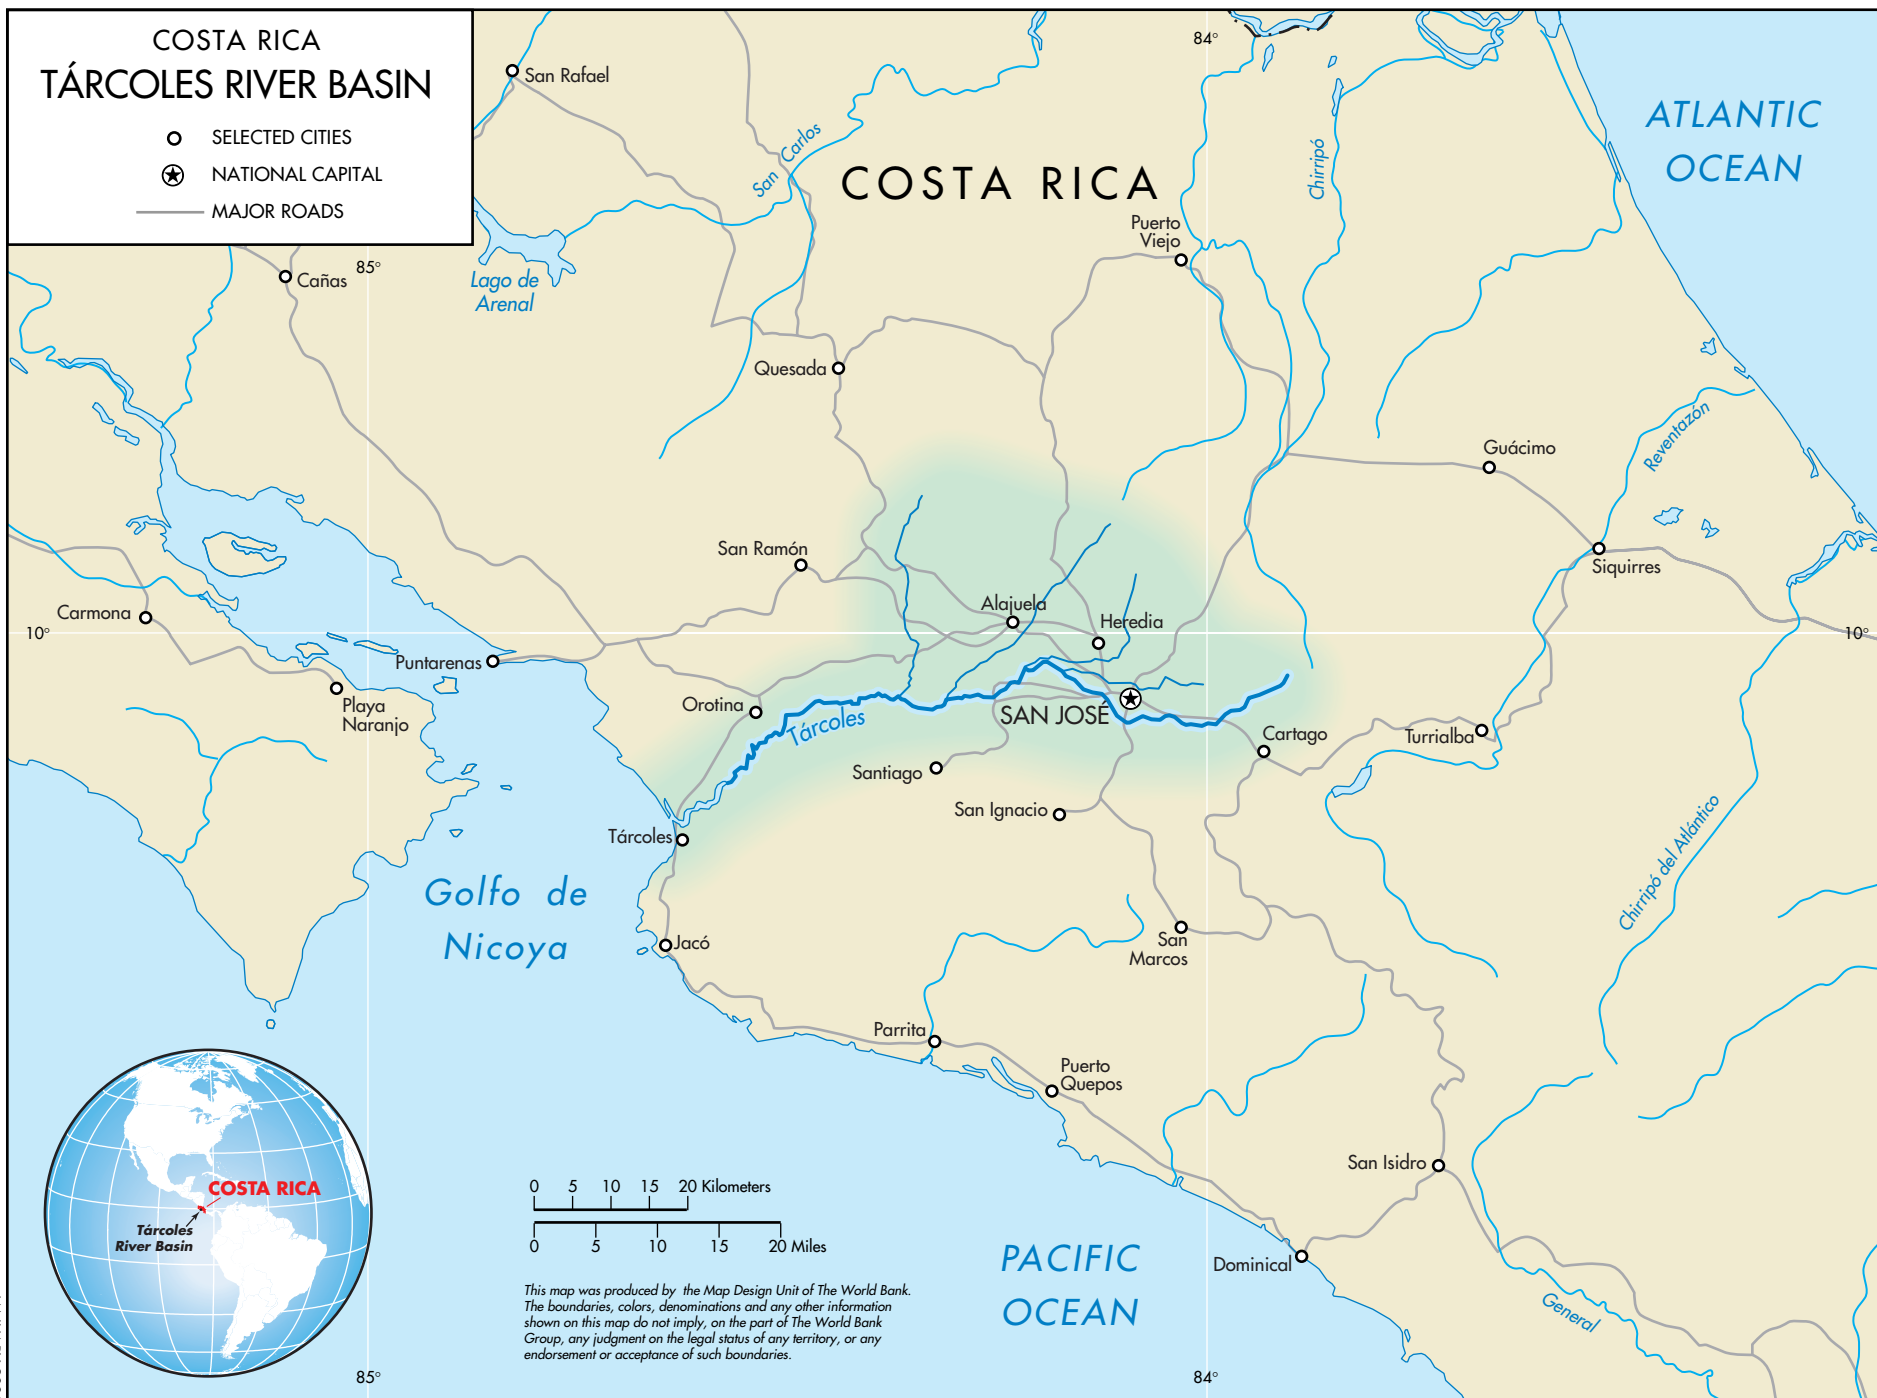 COSTA RICA
TÁRCOLES RIVER BASIN
SELECTED CITIES
NATIONAL CAPITAL
MAJOR ROADS
84°
San Rafael
ATLANTIC
OCEAN
San Carlos
Chirripó
COSTA RICA
Puerto
Viejo
85°
Cañas
Lago de
Arenal
Quesada
Reventazón
Guácimo
San Ramón
Siquirres
Carmona
Alajuela
Heredia
10°
10°
Puntarenas
Playa
Naranjo
Orotina
Tárcoles
SAN JOSÉ
Cartago
Turrialba
Santiago
San Ignacio
Tárcoles
Chirripó del Atlántico
Golfo de
Nicoya
Jacó
San
Marcos
Parrita
Puerto
Quepos
San Isidro
COSTA RICA
Tárcoles
River Basin
0 5 10 15 20 Kilometers
0 5 10 15 20 Miles
PACIFIC
OCEAN
Dominical
General
This map was produced by the Map Design Unit of The World Bank.
The boundaries, colors, denominations and any other information
shown on this map do not imply, on the part of The World Bank
Group, any judgment on the legal status of any territory, or any
endorsement or acceptance of such boundaries.
85°
84°